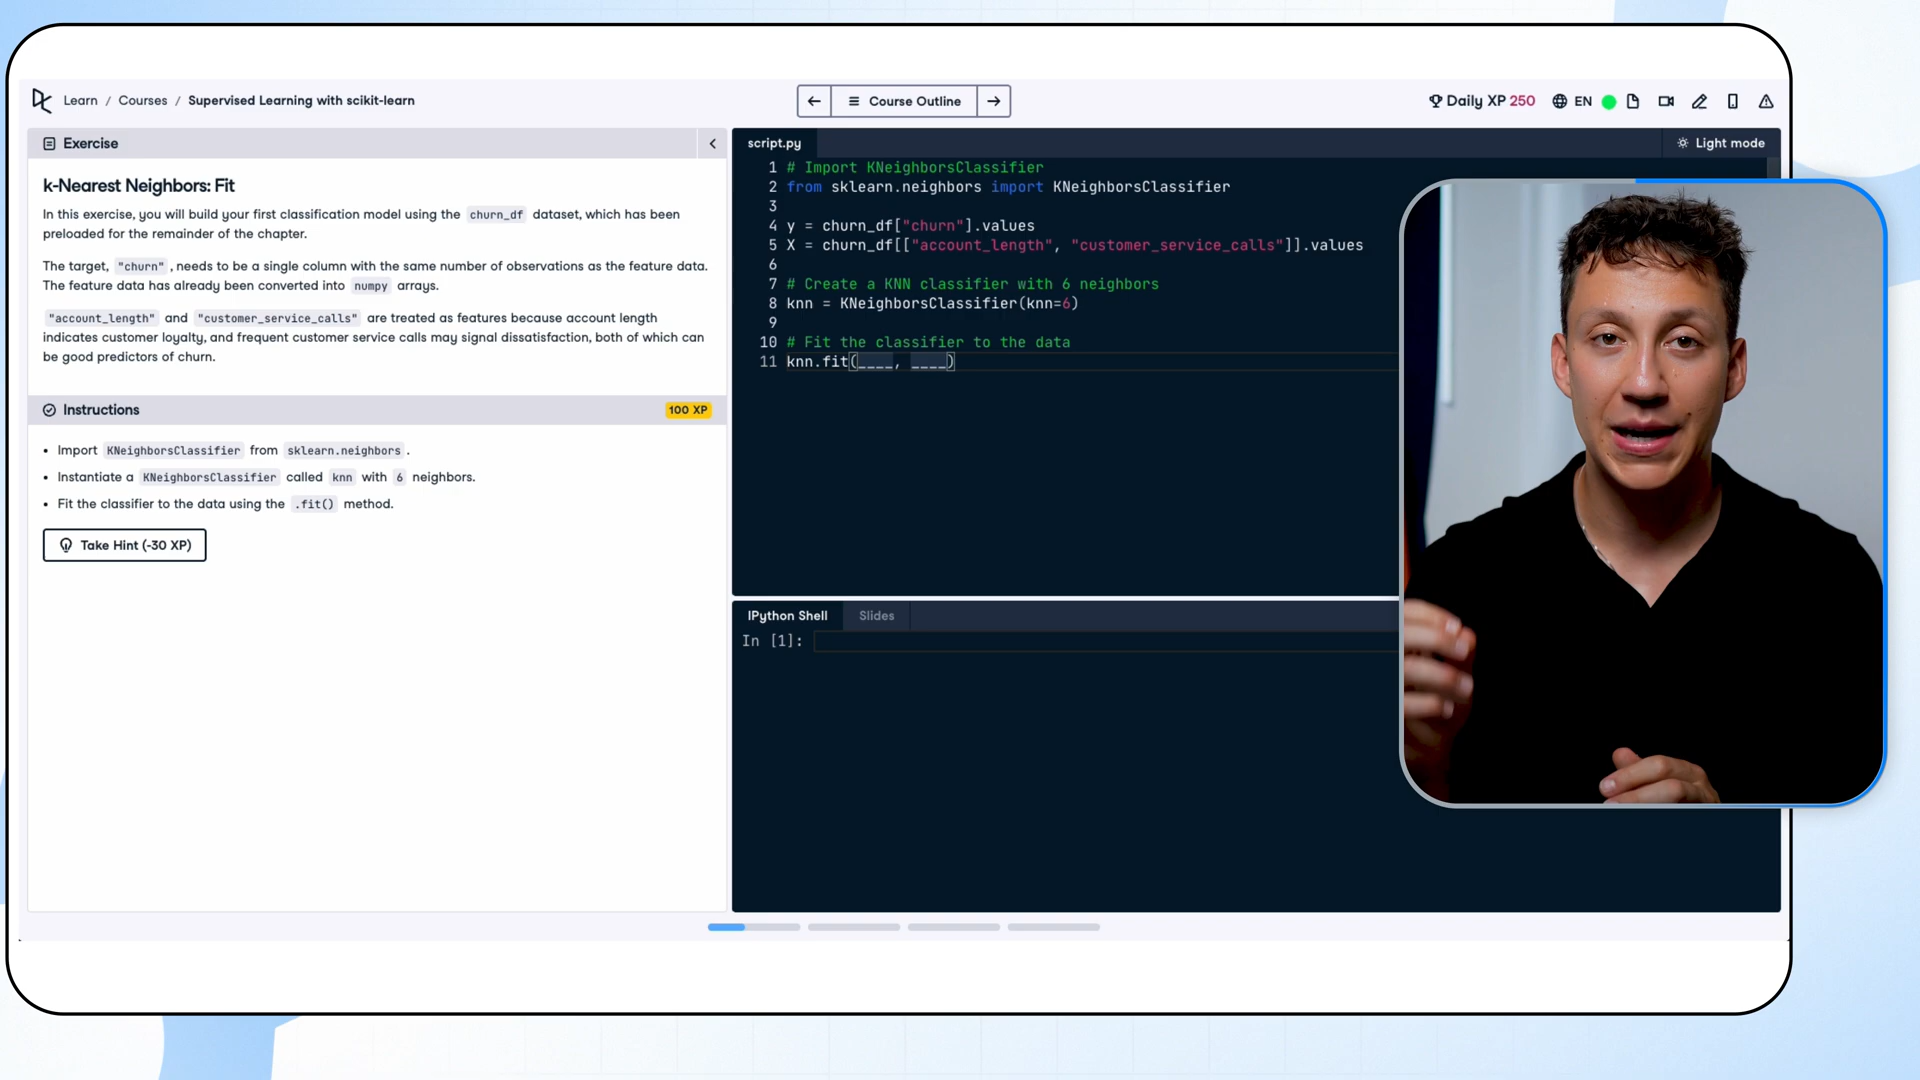 Learn / Courses / Supervised Learning with scikit-learn
Course Outline
Daily XP 250
EN
Exercise
k-Nearest Neighbors: Fit
In this exercise, you will build your first classification model using the churn_df dataset, which has been
preloaded for the remainder of the chapter.
The target, "churn" , needs to be a single column with the same number of observations as the feature data.
The feature data has already been converted into numpy arrays.
"account_length" and "customer_service_calls" are treated as features because account length
indicates customer loyalty, and frequent customer service calls may signal dissatisfaction, both of which can
be good predictors of churn.
Instructions
100 XP
• Import KNeighborsClassifier from sklearn.neighbors .
• Instantiate a KNeighborsClassifier called knn with 6 neighbors.
• Fit the classifier to the data using the .fit() method.
Take Hint (-30 XP)
script.py
Light mode
1 # Import KNeighborsClassifier
2 from sklearn.neighbors import KNeighborsClassifier
3
4 y = churn_df["churn"].values
5 X = churn_df[["account_length", "customer_service_calls"]].values
6
7 # Create a KNN classifier with 6 neighbors
8 knn = KNeighborsClassifier(knn=6)
9
10 # Fit the classifier to the data
11 knn.fit(____, ____)
IPython Shell
Slides
In [1]: